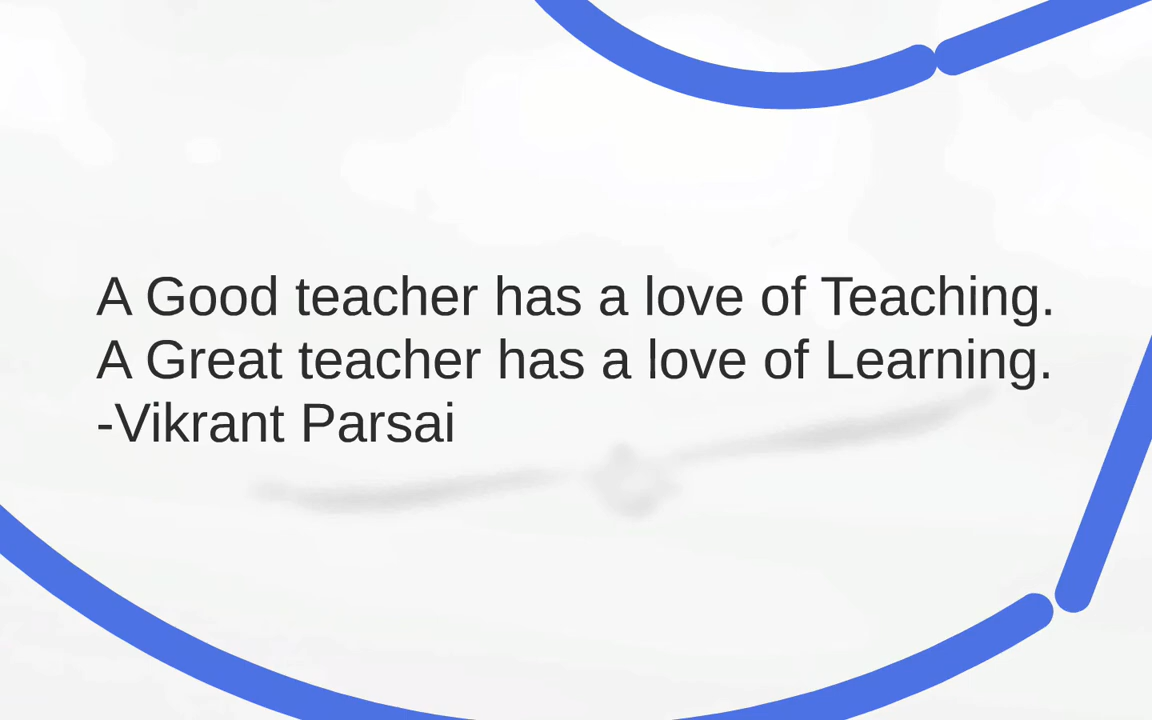 A Good teacher has a love of Teaching.
A Great teacher has a love of Learning.
-Vikrant Parsai